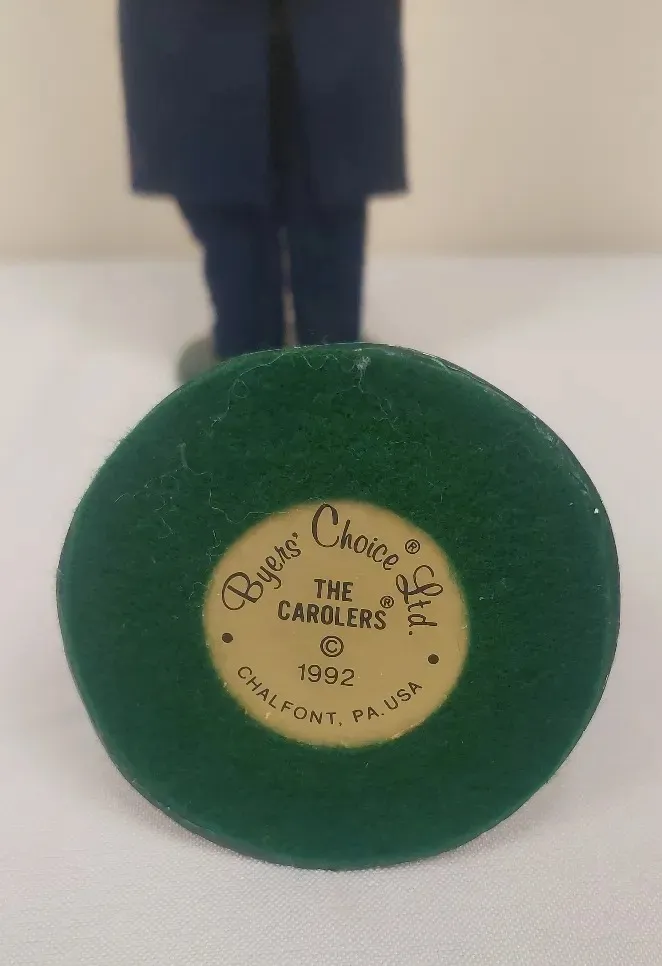 Byers' Choice® Ltd.
THE
CAROLERS®
©
1992
CHALFONT, PA. USA